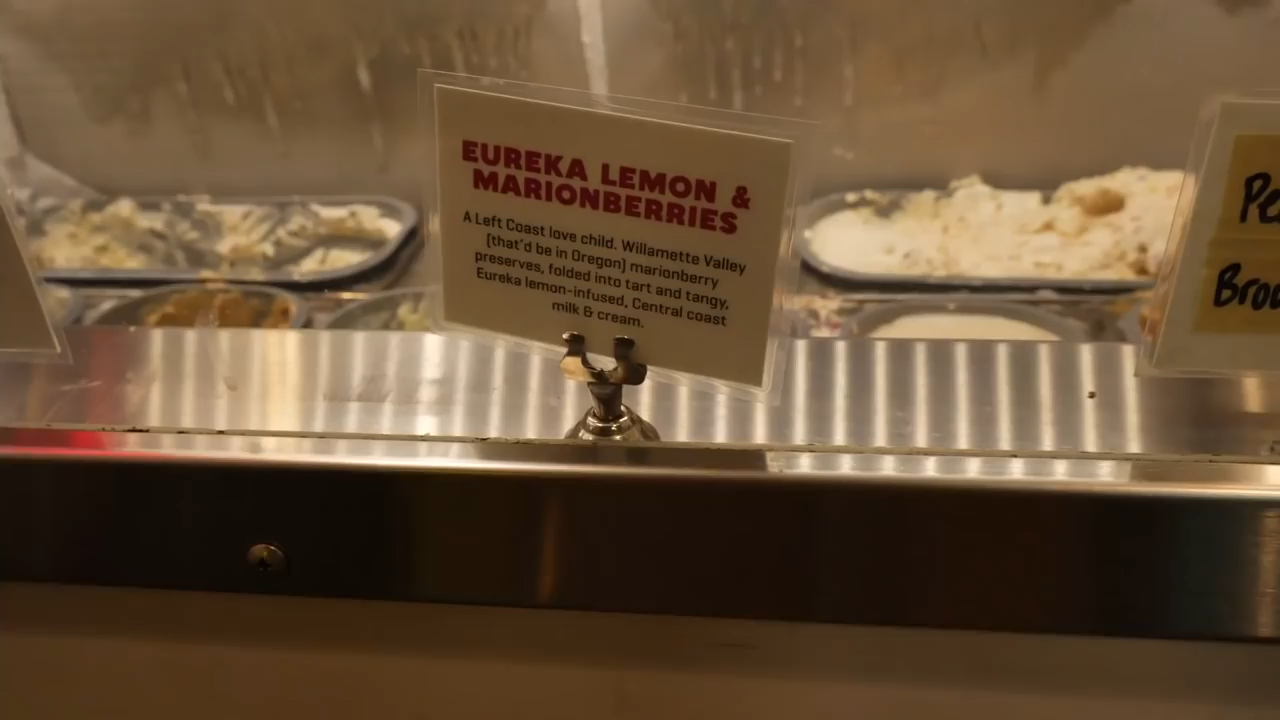 EUREKA LEMON &
MARIONBERRIES
A Left Coast love child. Willamette Valley
(that'd be in Oregon) marionberry
preserves, folded into tart and tangy,
Eureka lemon-infused, Central coast
milk & cream.